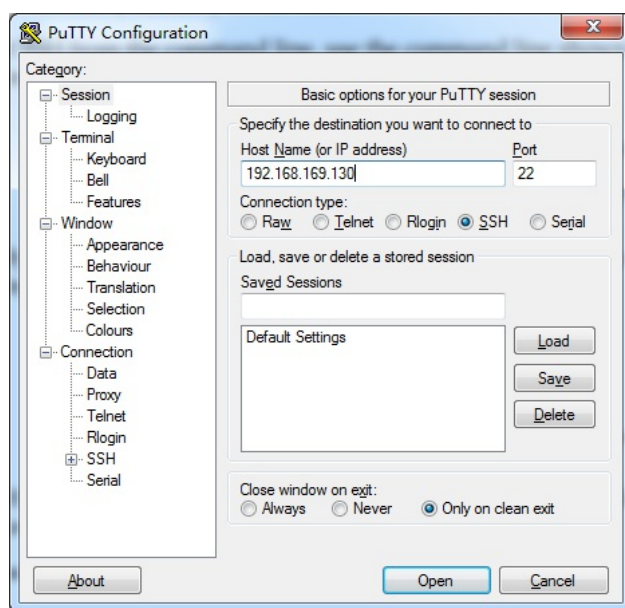 PuTTY Configuration
Category:
Session
Logging
Terminal
Keyboard
Bell
Features
Window
Appearance
Behaviour
Translation
Selection
Colours
Connection
Data
Proxy
Telnet
Rlogin
SSH
Serial
Basic options for your PuTTY session
Specify the destination you want to connect to
Host Name (or IP address) Port
192.168.169.130 22
Connection type:
Raw Telnet Rlogin SSH Serial
Load, save or delete a stored session
Saved Sessions
Default Settings
Load
Save
Delete
Close window on exit:
Always Never Only on clean exit
About Open Cancel